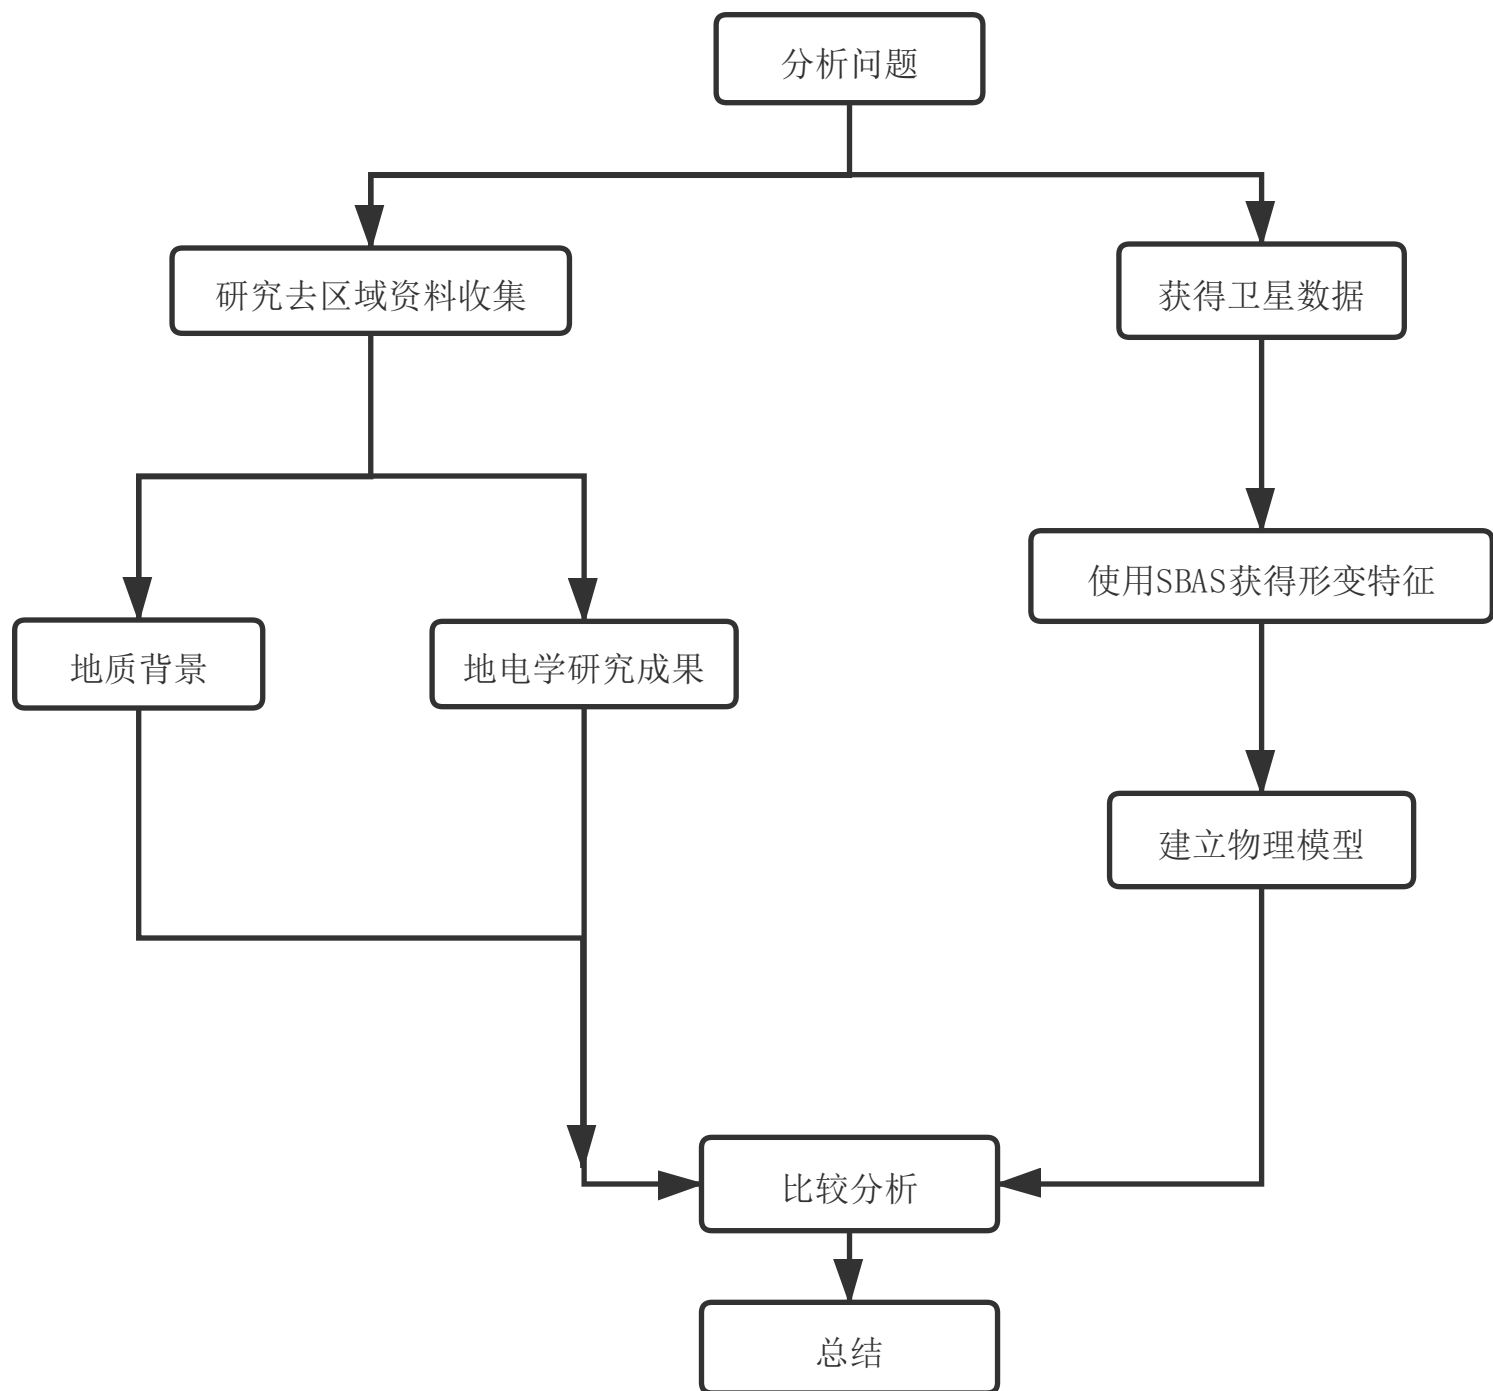 分析问题
研究去区域资料收集
获得卫星数据
使用SBAS获得形变特征
地质背景
地电学研究成果
建立物理模型
比较分析
总结